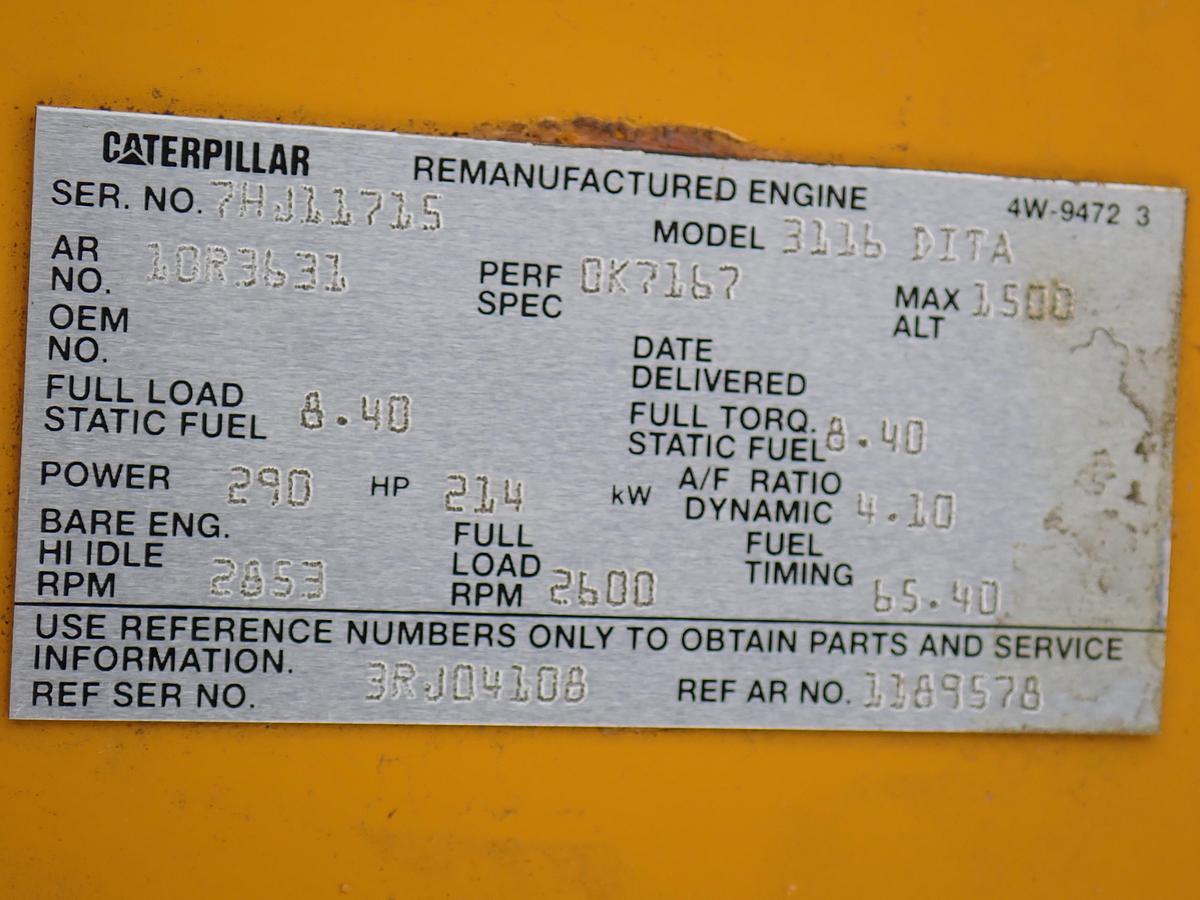 CATERPILLAR REMANUFACTURED ENGINE 4W-9472 3
SER. NO. 7HJ11715 MODEL 3116 DITA
AR NO. 10R3631 PERF SPEC 0K7167 MAX ALT 1500
OEM NO. DATE DELIVERED
FULL LOAD STATIC FUEL 8.40 FULL TORQ. STATIC FUEL 8.40
POWER 290 HP 214 kW A/F RATIO DYNAMIC 4.10
BARE ENG. HI IDLE RPM 2853 FULL LOAD RPM 2600 FUEL TIMING 65.40
USE REFERENCE NUMBERS ONLY TO OBTAIN PARTS AND SERVICE
INFORMATION.
REF SER NO. 3RJ04108 REF AR NO. 1189578